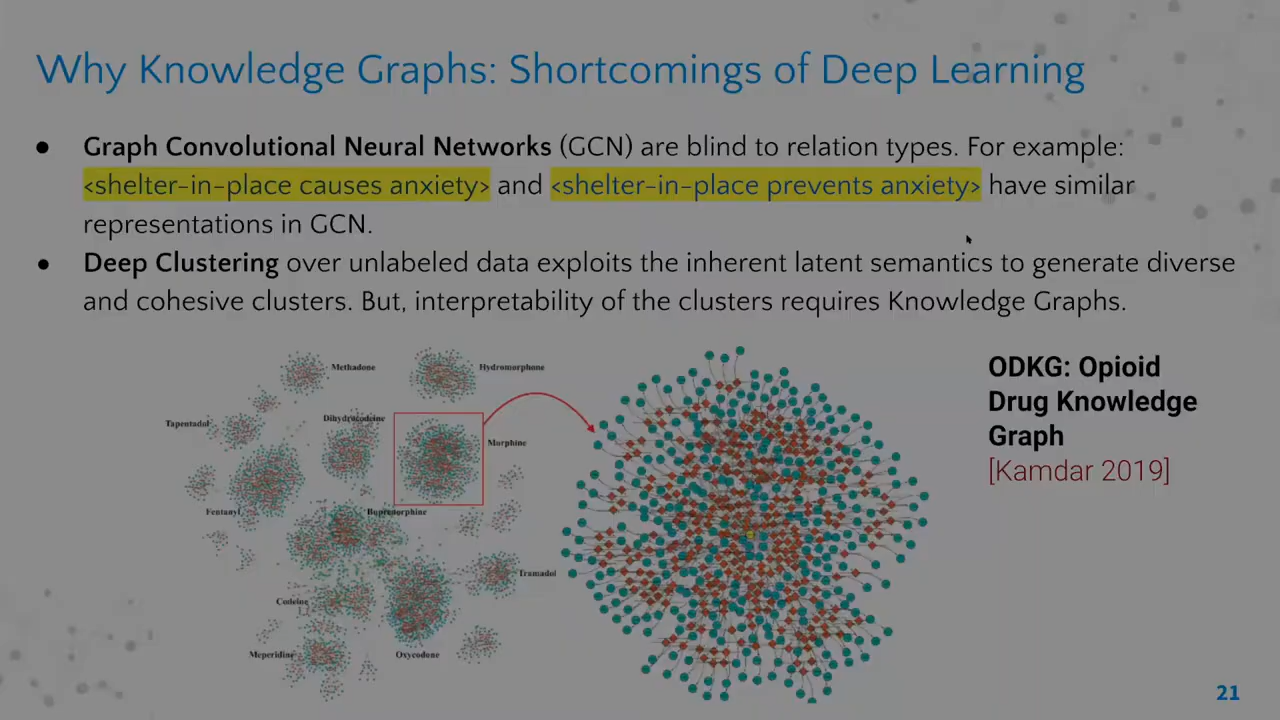 Why Knowledge Graphs: Shortcomings of Deep Learning
● Graph Convolutional Neural Networks (GCN) are blind to relation types. For example:
<shelter-in-place causes anxiety> and <shelter-in-place prevents anxiety> have similar
representations in GCN.
● Deep Clustering over unlabeled data exploits the inherent latent semantics to generate diverse
and cohesive clusters. But, interpretability of the clusters requires Knowledge Graphs.
Methadone
Hydromorphone
Tapentadol
Dihydrocodeine
Morphine
Fentanyl
Buprenorphine
Tramadol
Codeine
Meperidine
Oxycodone
ODKG: Opioid
Drug Knowledge
Graph
[Kamdar 2019]
21